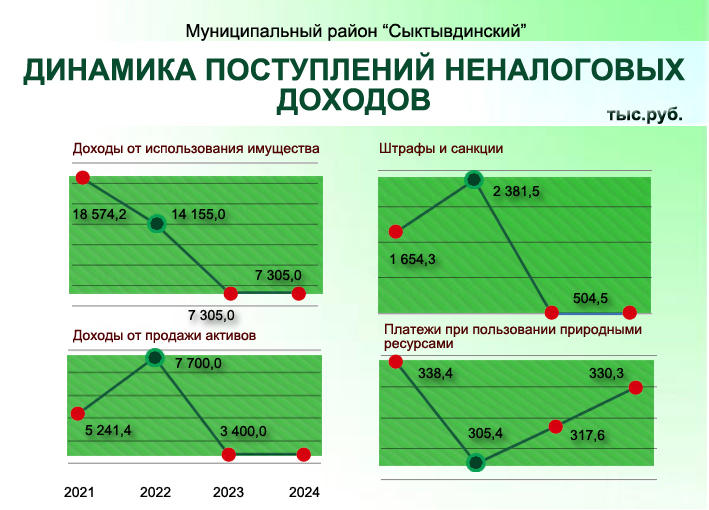 Муниципальный район “Сыктывдинский”
ДИНАМИКА ПОСТУПЛЕНИЙ НЕНАЛОГОВЫХ
ДОХОДОВ
тыс.руб.
Доходы от использования имущества
18 574,2
14 155,0
7 305,0
7 305,0
Штрафы и санкции
2 381,5
1 654,3
504,5
Доходы от продажи активов
7 700,0
5 241,4
3 400,0
Платежи при пользовании природными
ресурсами
338,4
330,3
305,4
317,6
2021 2022 2023 2024